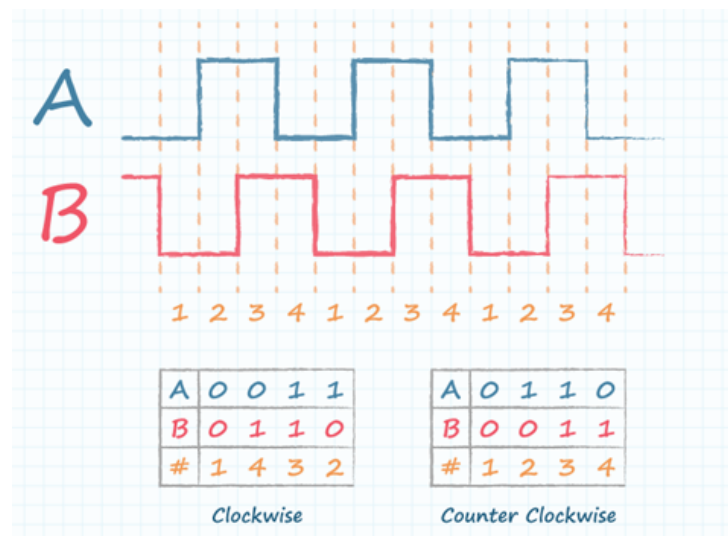 A
B
1 2 3 4 1 2 3 4 1 2 3 4
A 0 0 1 1
B 0 1 1 0
# 1 4 3 2
Clockwise
A 0 1 1 0
B 0 0 1 1
# 1 2 3 4
Counter Clockwise